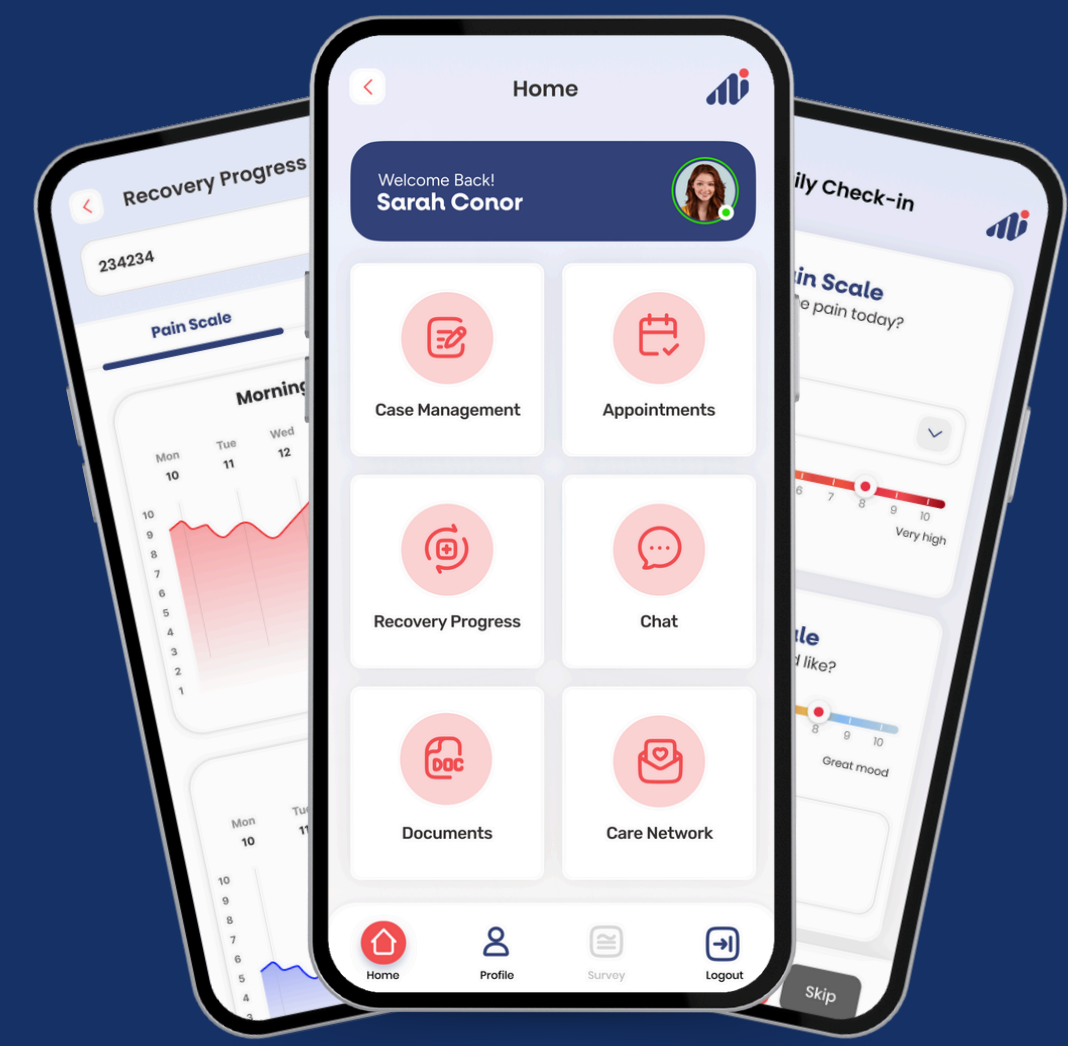 Recovery Progress
234234
Pain Scale
Morning
Mon
Tue
Wed
10
11
12
10
9
8
7
6
5
4
3
2
1
Mon
10
11
10
9
8
7
6
5
4
3
Home
Welcome Back!
Sarah Conor
Case Management
Appointments
Recovery Progress
Chat
DOC
Documents
Care Network
Home
Profile
Survey
Logout
ily Check-in
in Scale
e pain today?
6 7 8 9 10
Very high
le
d like?
8 9 10
Great mood
Skip